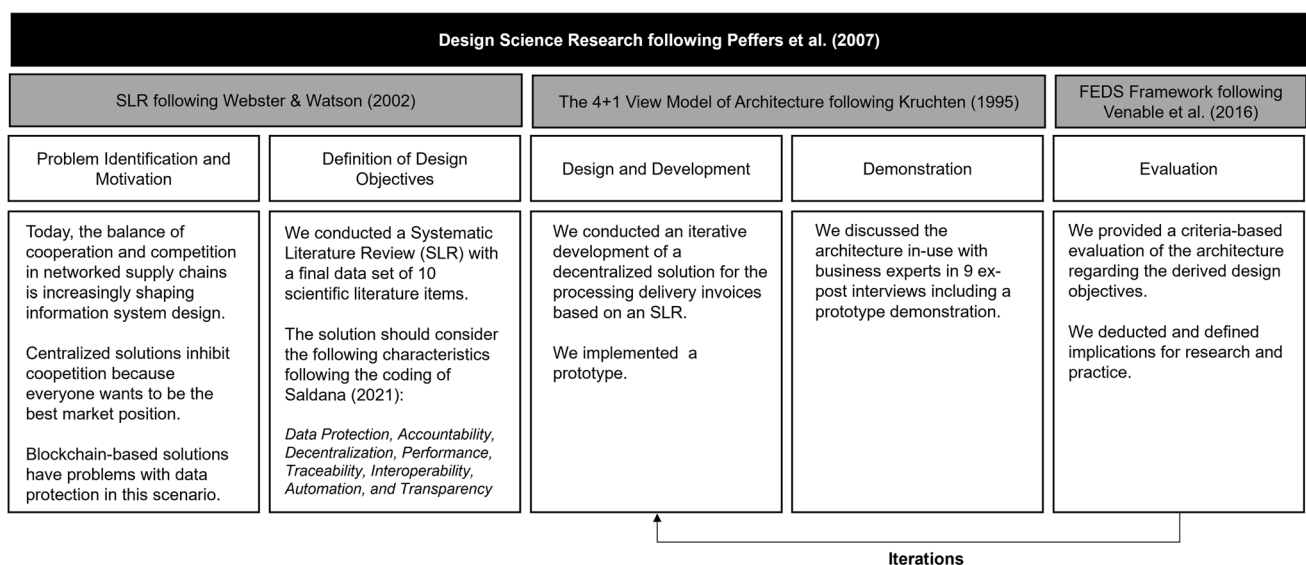 Design Science Research following Peffers et al. (2007)
SLR following Webster & Watson (2002)
The 4+1 View Model of Architecture following Kruchten (1995)
FEDS Framework following
Venable et al. (2016)
Problem Identification and
Motivation
Definition of Design
Objectives
Design and Development
Demonstration
Evaluation
Today, the balance of
cooperation and competition
in networked supply chains
is increasingly shaping
information system design.
Centralized solutions inhibit
coopetition because
everyone wants to be the
best market position.
Blockchain-based solutions
have problems with data
protection in this scenario.
We conducted a Systematic
Literature Review (SLR) with
a final data set of 10
scientific literature items.
The solution should consider
the following characteristics
following the coding of
Saldana (2021):
Data Protection, Accountability,
Decentralization, Performance,
Traceability, Interoperability,
Automation, and Transparency
We conducted an iterative
development of a
decentralized solution for the
processing delivery invoices
based on an SLR.
We implemented a
prototype.
We discussed the
architecture in-use with
business experts in 9 ex-
post interviews including a
prototype demonstration.
We provided a criteria-based
evaluation of the architecture
regarding the derived design
objectives.
We deducted and defined
implications for research and
practice.
Iterations